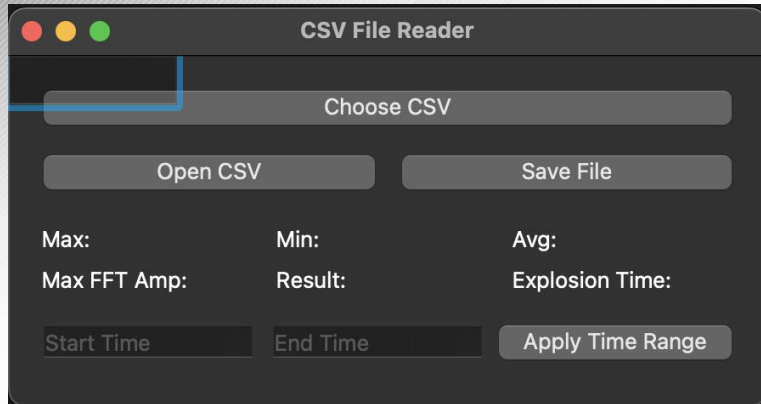 CSV File Reader
Choose CSV
Open CSV Save File
Max: Min: Avg:
Max FFT Amp: Result: Explosion Time:
Start Time End Time Apply Time Range